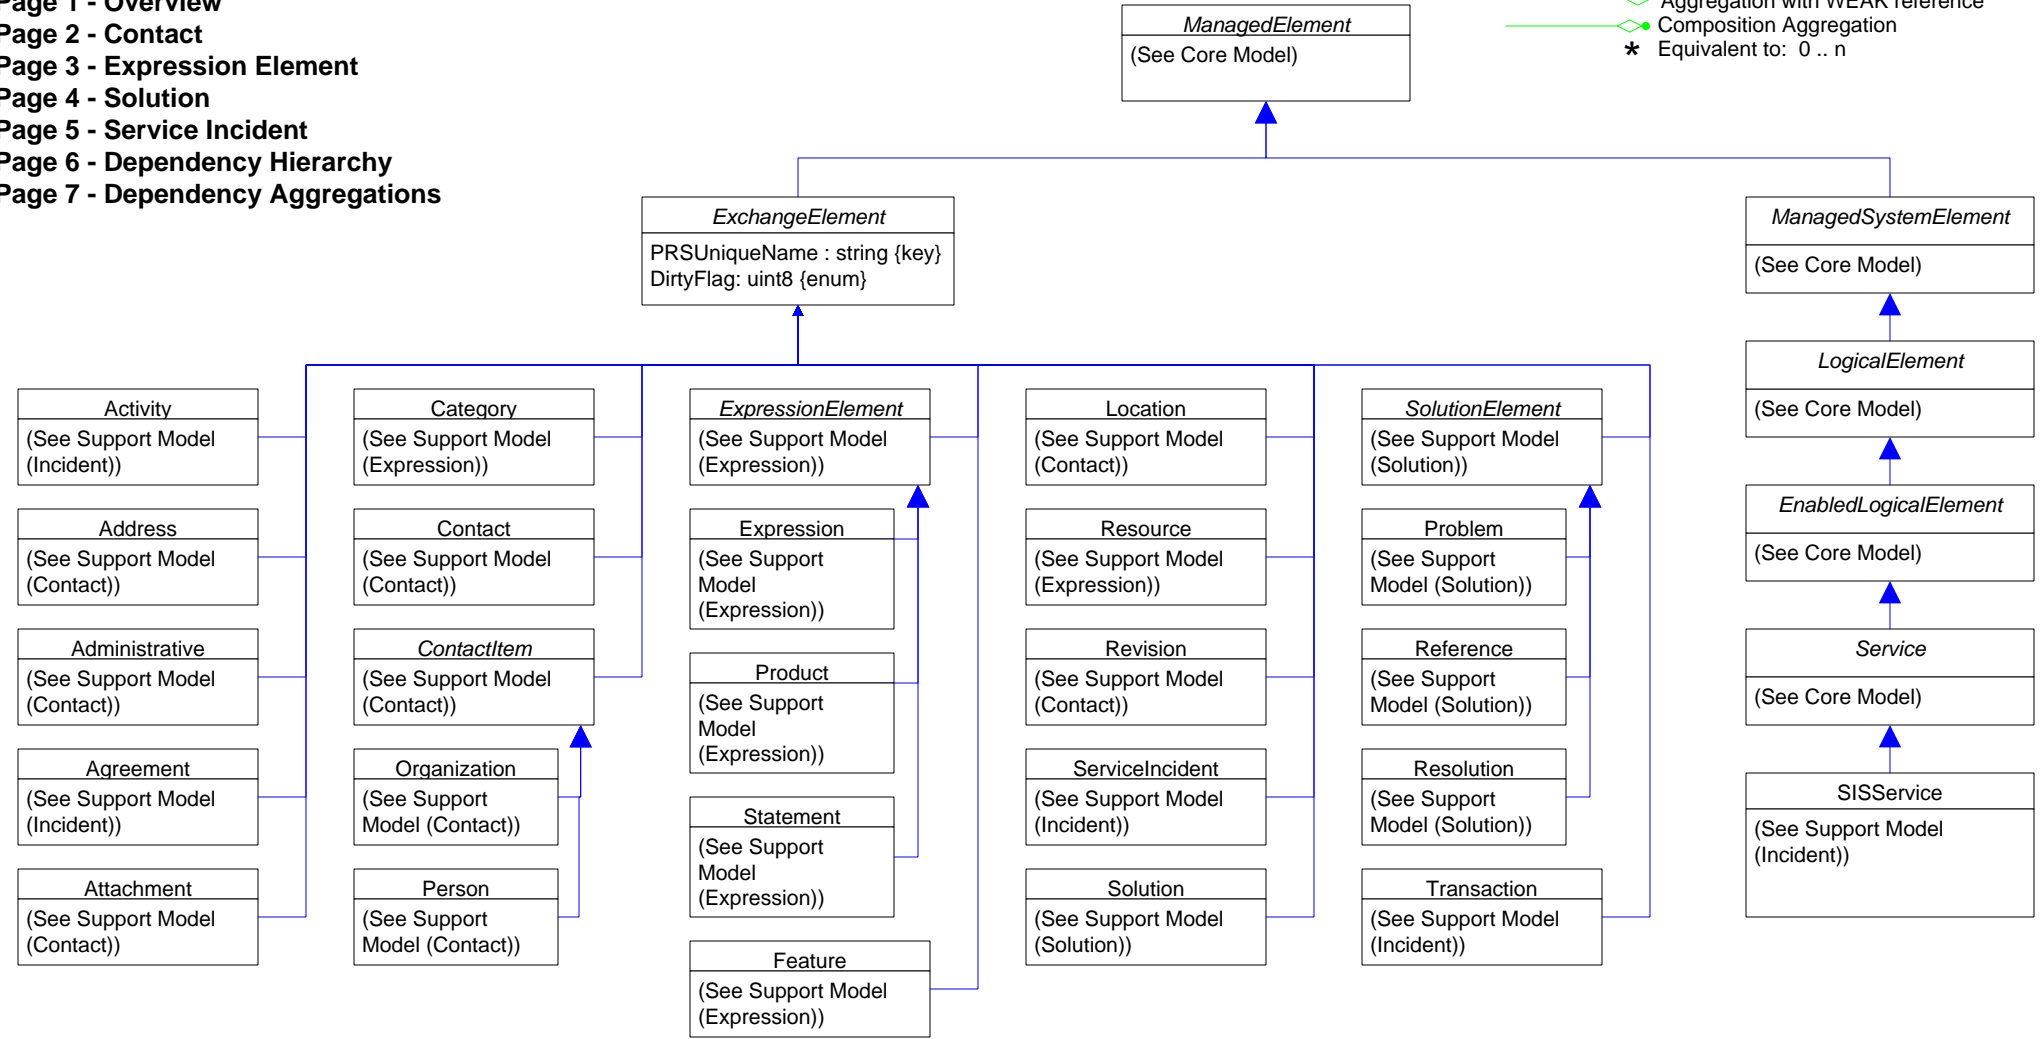 Page 1 - Overview
Page 2 - Contact
Page 3 - Expression Element
Page 4 - Solution
Page 5 - Service Incident
Page 6 - Dependency Hierarchy
Page 7 - Dependency Aggregations
Aggregation with WEAK reference
Composition Aggregation
* Equivalent to: 0 .. n
ManagedElement
(See Core Model)
ExchangeElement
PRSUniqueName : string {key}
DirtyFlag: uint8 {enum}
ManagedSystemElement
(See Core Model)
LogicalElement
(See Core Model)
EnabledLogicalElement
(See Core Model)
Service
(See Core Model)
SISService
(See Support Model
(Incident))
Activity
(See Support Model
(Incident))
Address
(See Support Model
(Contact))
Administrative
(See Support Model
(Contact))
Agreement
(See Support Model
(Incident))
Attachment
(See Support Model
(Contact))
Category
(See Support Model
(Expression))
Contact
(See Support Model
(Contact))
ContactItem
(See Support Model
(Contact))
Organization
(See Support
Model (Contact))
Person
(See Support
Model (Contact))
ExpressionElement
(See Support Model
(Expression))
Expression
(See Support
Model
(Expression))
Product
(See Support
Model
(Expression))
Statement
(See Support
Model
(Expression))
Feature
(See Support Model
(Expression))
Location
(See Support Model
(Contact))
Resource
(See Support Model
(Expression))
Revision
(See Support Model
(Contact))
ServiceIncident
(See Support Model
(Incident))
Solution
(See Support Model
(Solution))
SolutionElement
(See Support Model
(Solution))
Problem
(See Support
Model (Solution))
Reference
(See Support
Model (Solution))
Resolution
(See Support
Model (Solution))
Transaction
(See Support Model
(Incident))